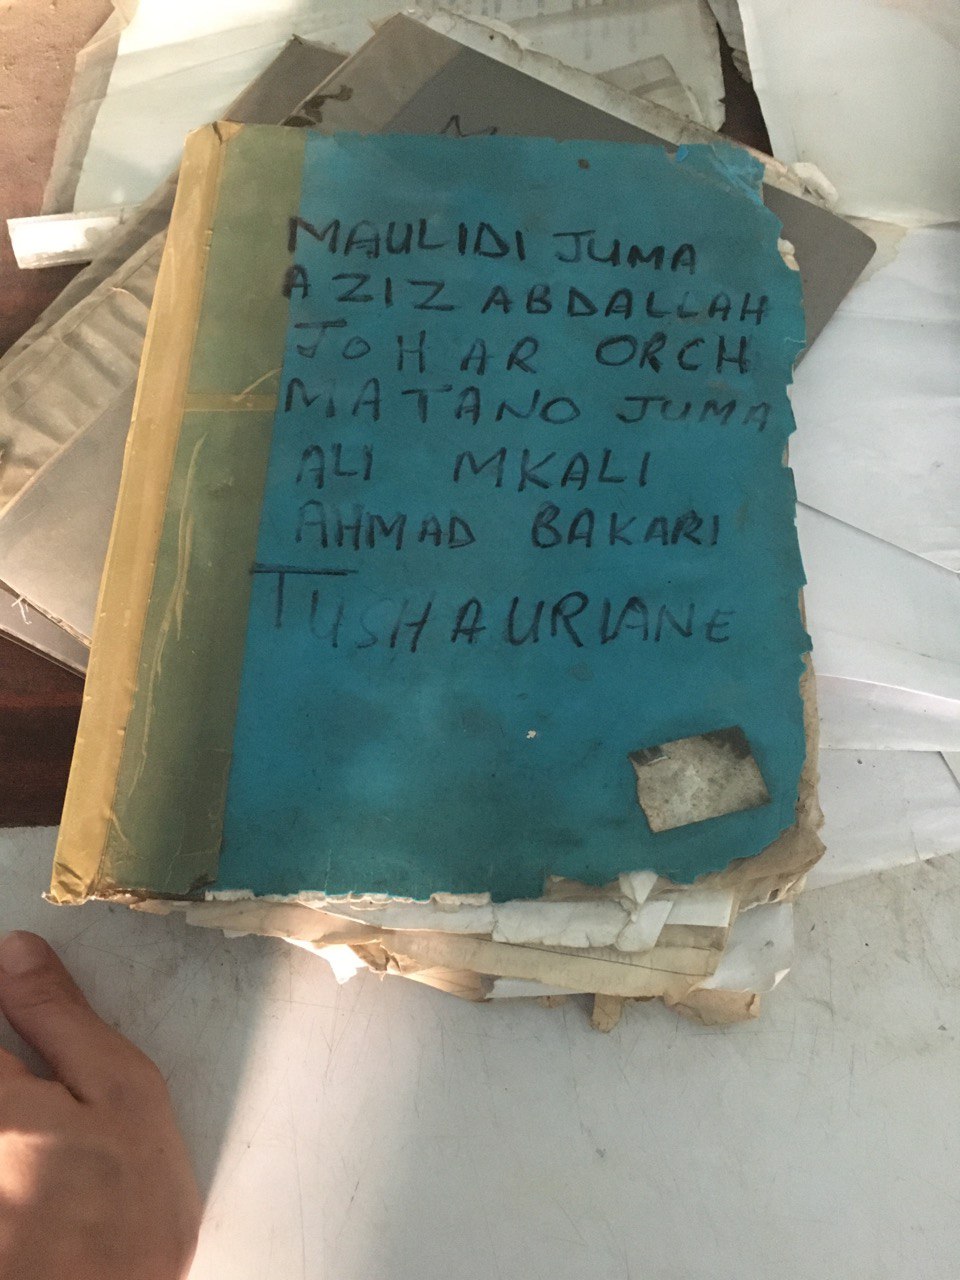 MAULIDI JUMA
AZIZ ABDALLAH
JOHAR ORCH
MATANO JUMA
ALI MKALI
AHMAD BAKARI
TUSHAURIANE